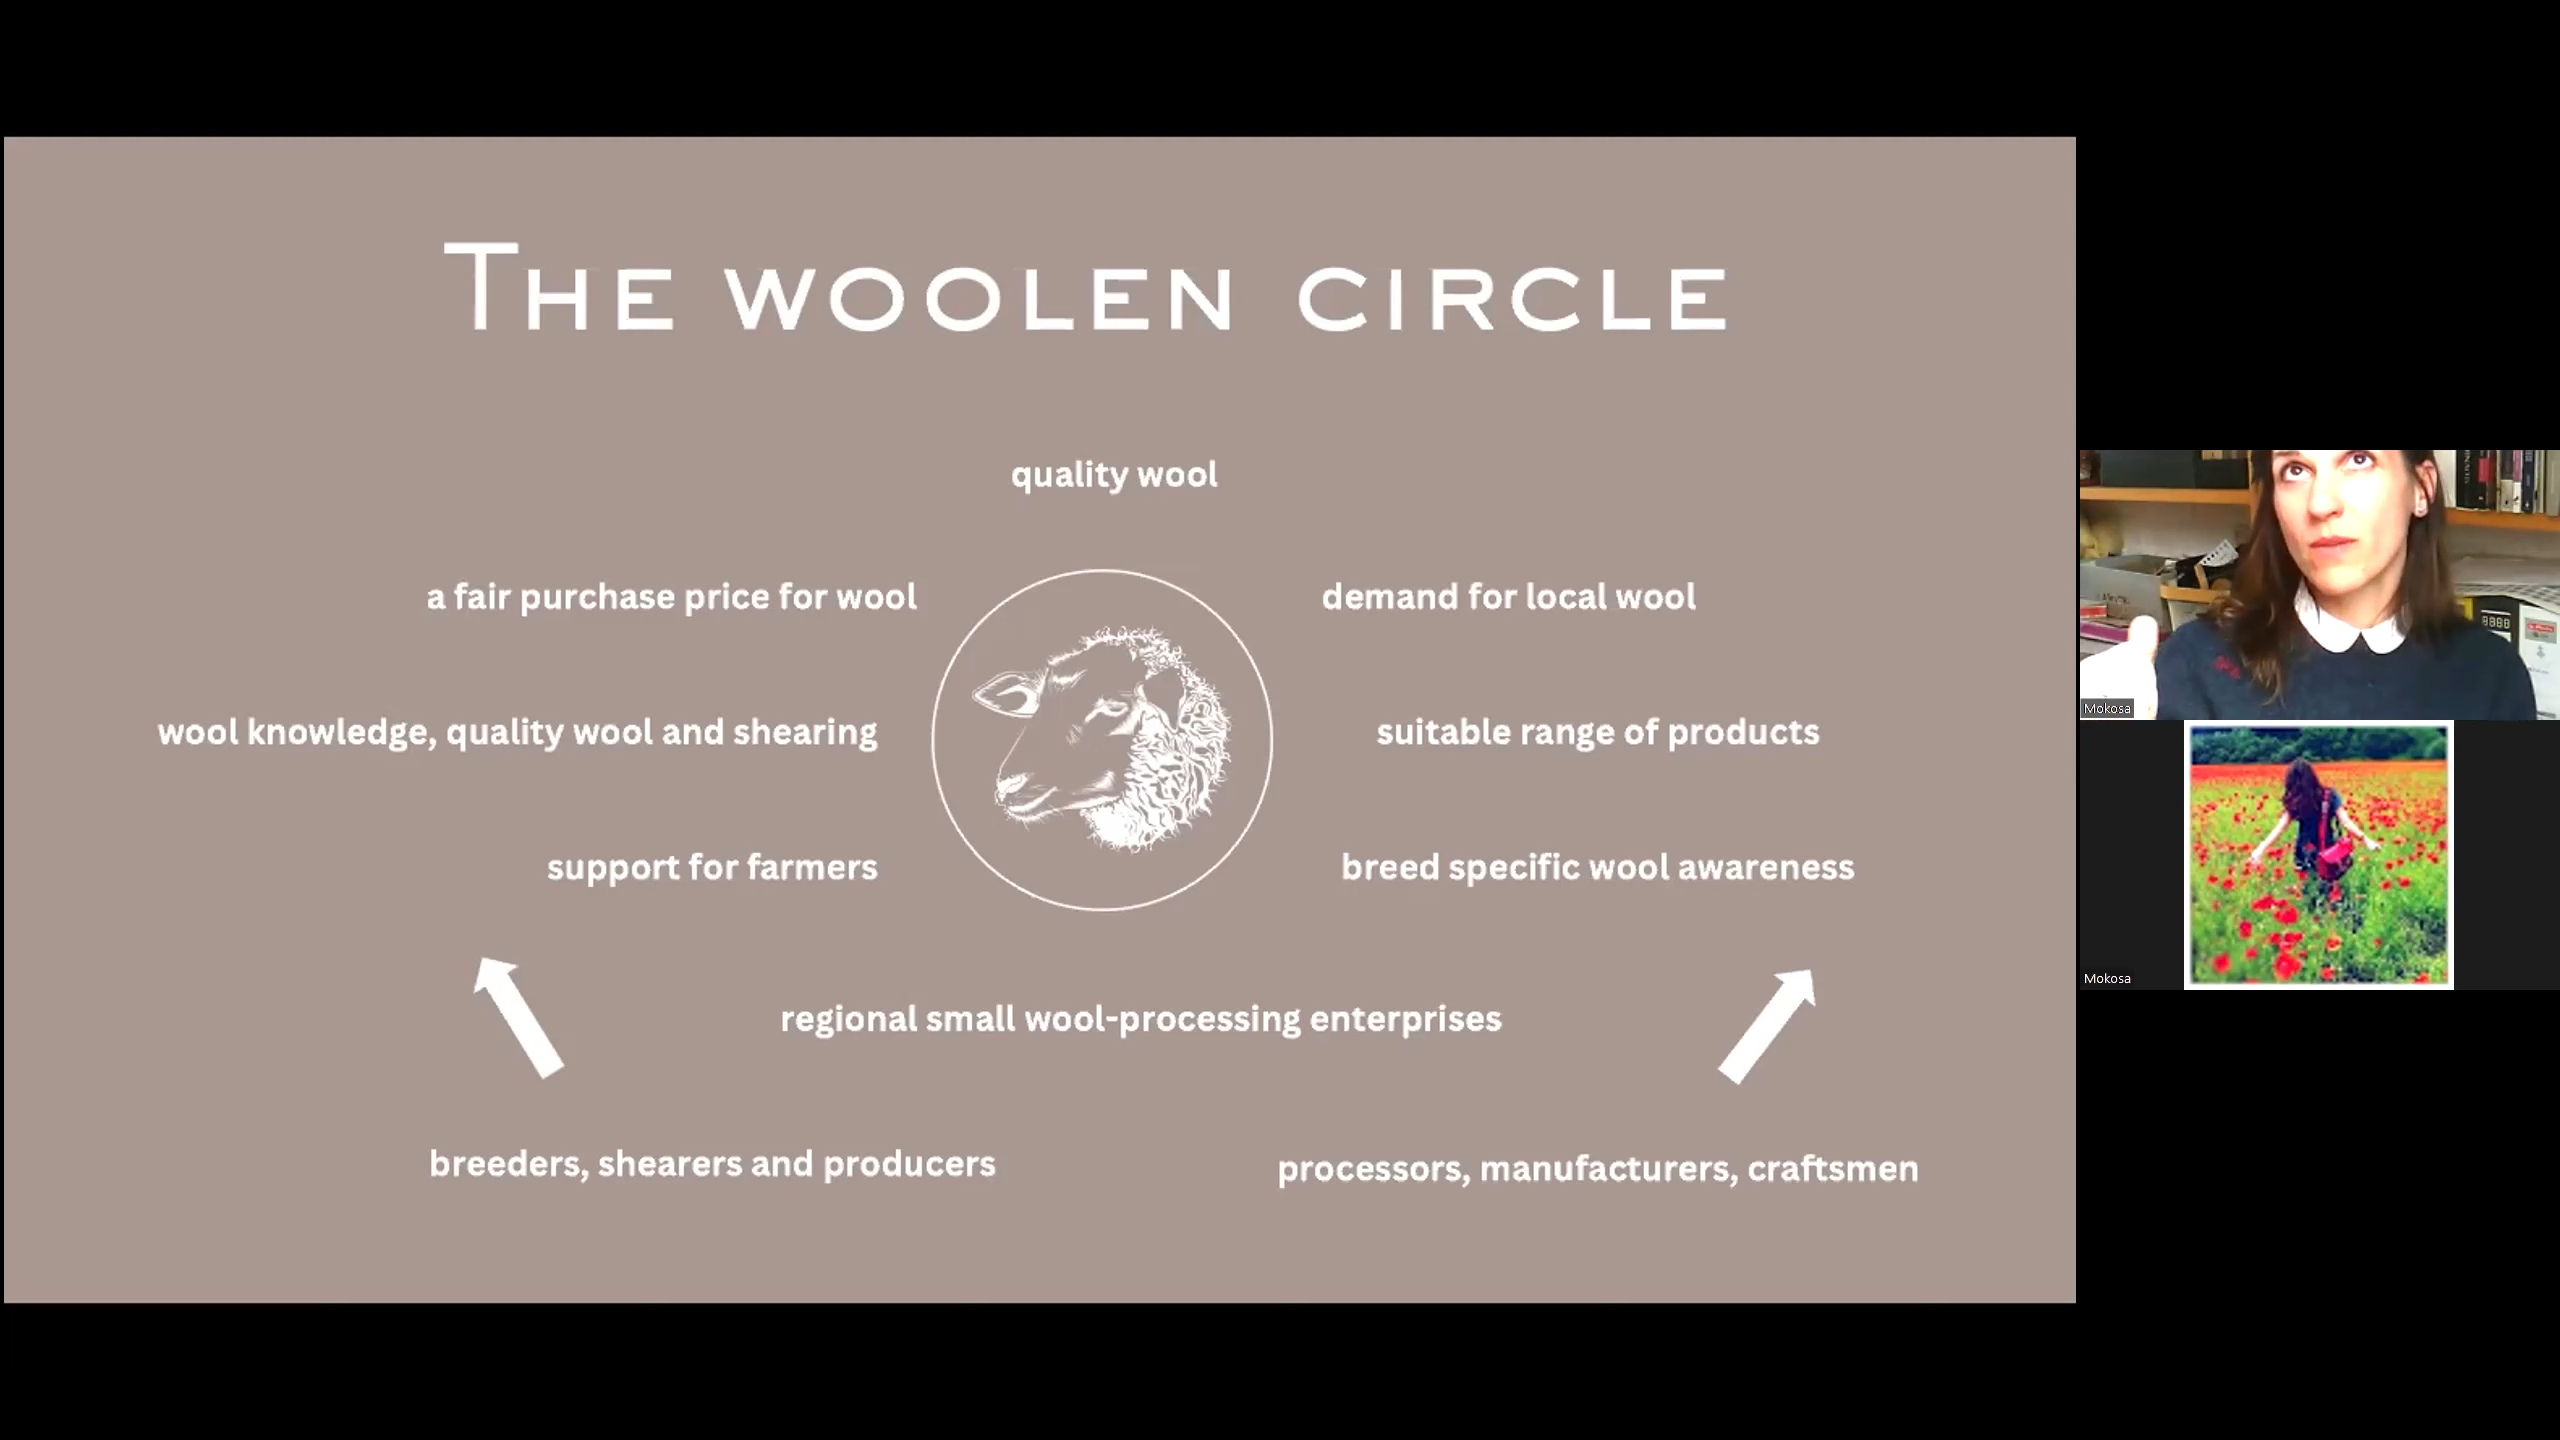 THE WOOLEN CIRCLE
quality wool
a fair purchase price for wool
demand for local wool
wool knowledge, quality wool and shearing
suitable range of products
support for farmers
breed specific wool awareness
regional small wool-processing enterprises
breeders, shearers and producers
processors, manufacturers, craftsmen
Mokosa
Mokosa